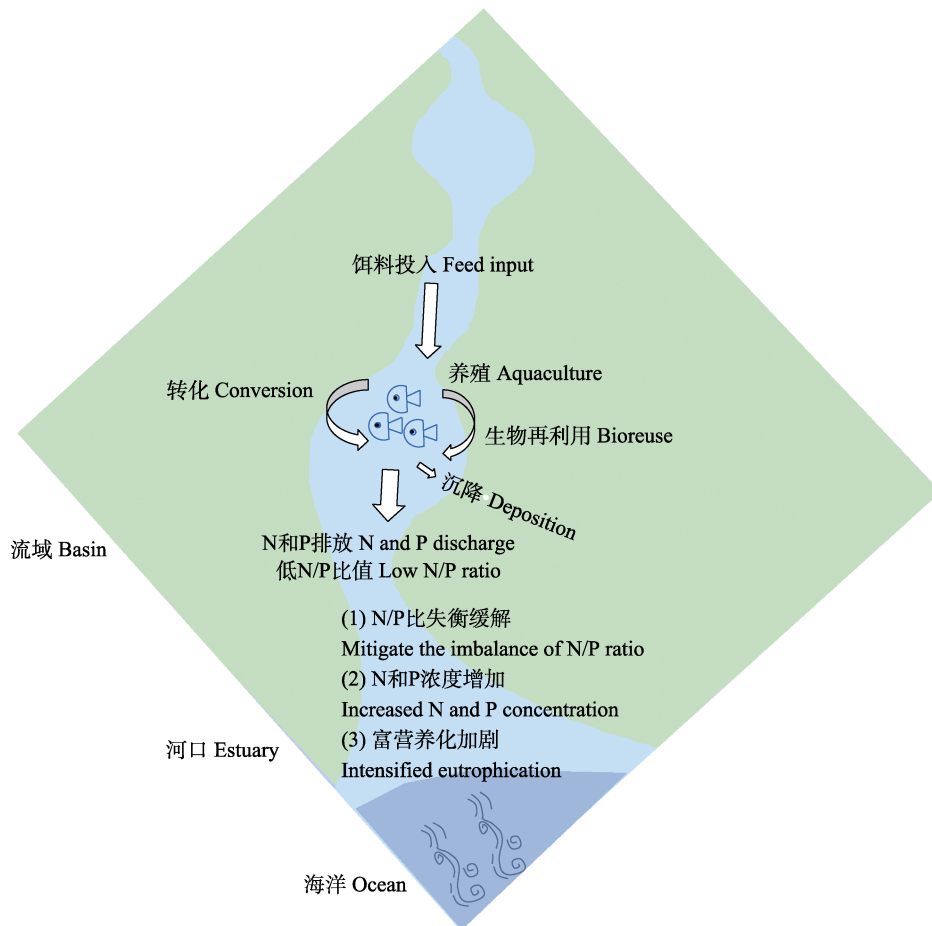 饵料投入 Feed input
养殖 Aquaculture
转化 Conversion
生物再利用 Bioreuse
沉降 Deposition
N和P排放 N and P discharge
低N/P比值 Low N/P ratio
流域 Basin
(1) N/P比失衡缓解
Mitigate the imbalance of N/P ratio
(2) N和P浓度增加
Increased N and P concentration
(3) 富营养化加剧
Intensified eutrophication
河口 Estuary
海洋 Ocean